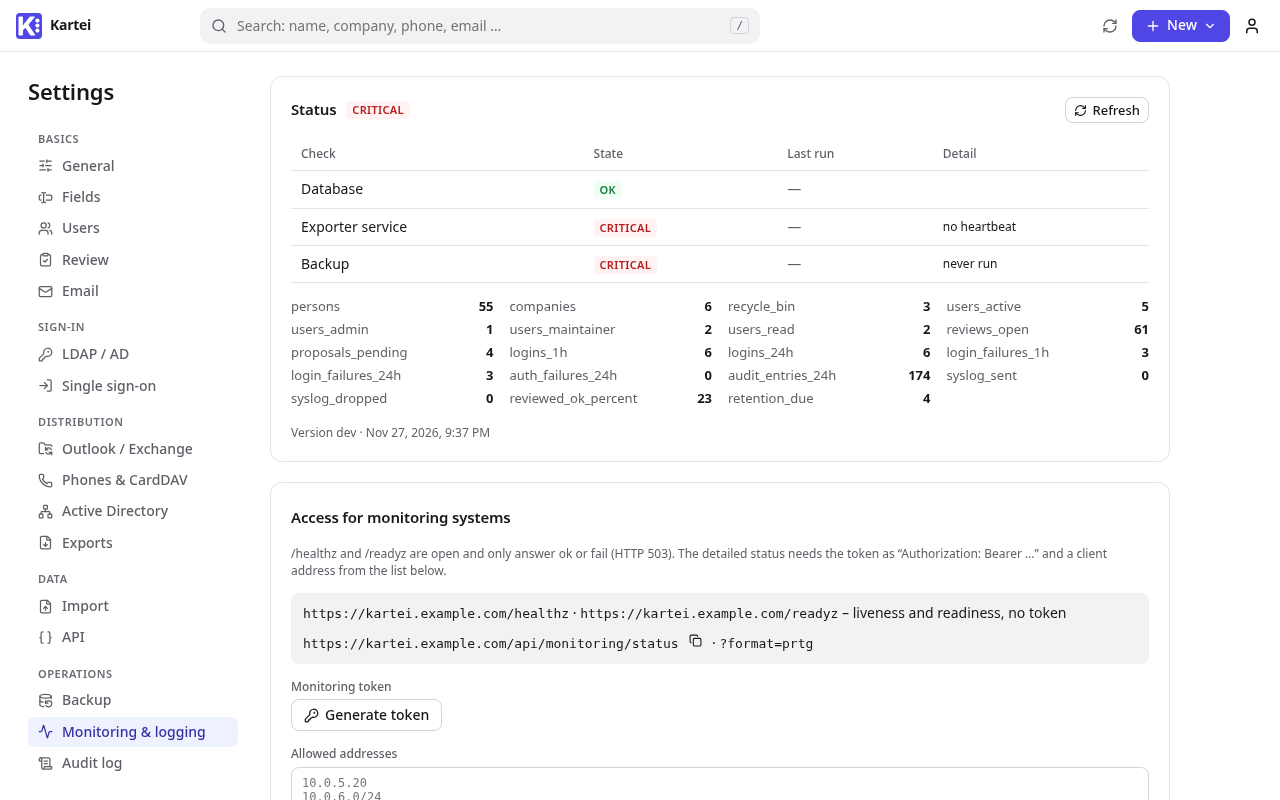 Kartei
Search: name, company, phone, email ...
/
New
Settings
BASICS
General
Fields
Users
Review
Email
SIGN-IN
LDAP / AD
Single sign-on
DISTRIBUTION
Outlook / Exchange
Phones & CardDAV
Active Directory
Exports
DATA
Import
API
OPERATIONS
Backup
Monitoring & logging
Audit log
Status CRITICAL
Refresh
Check State Last run Detail
Database OK —
Exporter service CRITICAL — no heartbeat
Backup CRITICAL — never run
persons 55 companies 6 recycle_bin 3 users_active 5
users_admin 1 users_maintainer 2 users_read 2 reviews_open 61
proposals_pending 4 logins_1h 6 logins_24h 6 login_failures_1h 3
login_failures_24h 3 auth_failures_24h 0 audit_entries_24h 174 syslog_sent 0
syslog_dropped 0 reviewed_ok_percent 23 retention_due 4
Version dev · Nov 27, 2026, 9:37 PM
Access for monitoring systems
/healthz and /readyz are open and only answer ok or fail (HTTP 503). The detailed status needs the token as “Authorization: Bearer ...” and a client
address from the list below.
https://kartei.example.com/healthz · https://kartei.example.com/readyz – liveness and readiness, no token
https://kartei.example.com/api/monitoring/status · ?format=prtg
Monitoring token
Generate token
Allowed addresses
10.0.5.20
10.0.6.0/24